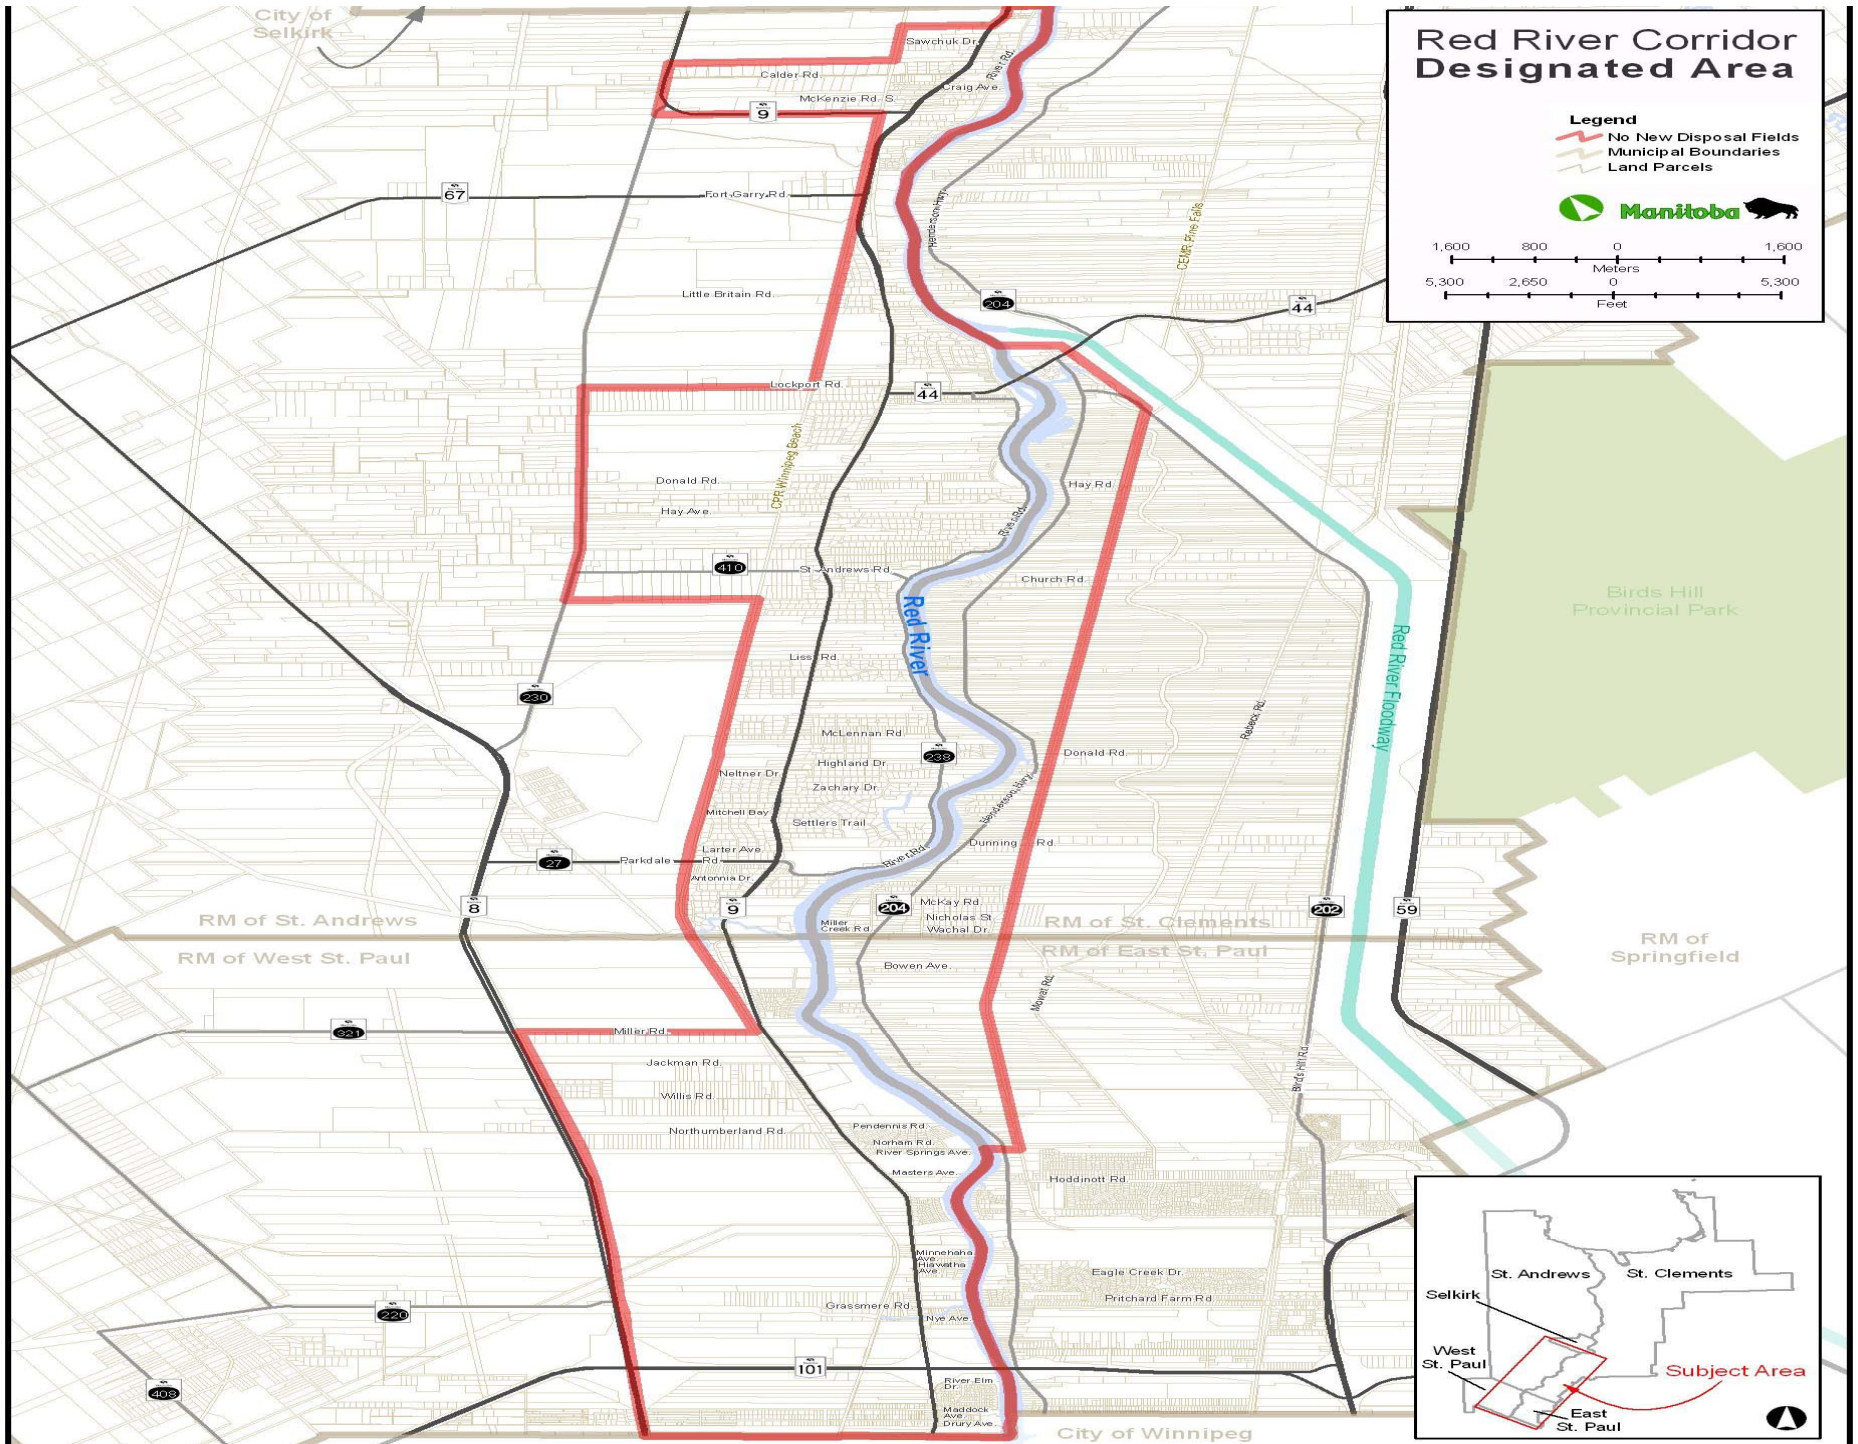 City of
Selkirk
Sawchuk Dr.
Calder Rd.
River Rd.
Craig Ave.
McKenzie Rd. S.
9
67
Fort Garry Rd.
Henderson Hwy
CEMR Pine Falls
Little Britain Rd.
204
44
Lockport Rd.
44
CPR Winnipeg Beach
Donald Rd.
Hay Rd.
Hay Ave.
River Rd.
410
St. Andrews Rd.
Church Rd.
Red River
Birds Hill
Provincial Park
Liss Rd.
Red River Floodway
230
Rebeck Rd.
McLennan Rd.
238
Donald Rd.
Highland Dr.
Neltner Dr.
Zachary Dr.
Henderson Hwy
Mitchell Bay
Settlers Trail
Larter Ave.
Dunning Rd
27
Parkdale Rd.
River Rd.
Antonnia Dr.
8
9
204
McKay Rd.
202
59
Nicholas St.
Wachal Dr.
Miller
Creek Rd.
RM of St. Andrews
RM of St. Clements
RM of West St. Paul
RM of East St. Paul
RM of
Springfield
Bowen Ave.
Mowat Rd.
321
Miller Rd.
Jackman Rd.
Birds Hill Rd
Willis Rd.
Northumberland Rd.
Pendennis Rd.
Norham Rd.
River Springs Ave.
Masters Ave.
Hoddinott Rd.
Minnehaha
Ave.
Hiawatha
Ave.
Eagle Creek Dr.
Pritchard Farm Rd
220
Grassmere Rd.
Nye Ave.
101
408
River Elm
Dr.
Maddock
Ave.
Drury Ave.
City of Winnipeg
Red River Corridor
Designated Area
Legend
No New Disposal Fields
Municipal Boundaries
Land Parcels
Manitoba
1,600 800 0 1,600
Meters
5,300 2,650 0 5,300
Feet
St. Andrews
St. Clements
Selkirk
West
St. Paul
Subject Area
East
St. Paul